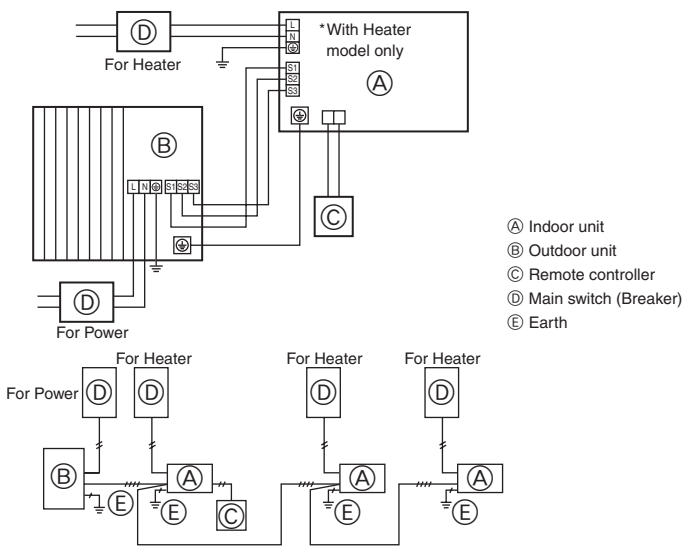 Ⓓ
For Heater
L
N
* With Heater
model only
Ⓐ
S1
S2
S3
Ⓑ
L N S1 S2 S3
Ⓒ
Ⓓ
For Power
Ⓐ Indoor unit
Ⓑ Outdoor unit
Ⓒ Remote controller
Ⓓ Main switch (Breaker)
Ⓔ Earth
For Heater
For Heater
For Heater
For Power Ⓓ Ⓓ Ⓓ Ⓓ
Ⓑ Ⓐ Ⓐ Ⓐ
Ⓔ Ⓔ Ⓒ Ⓔ Ⓔ